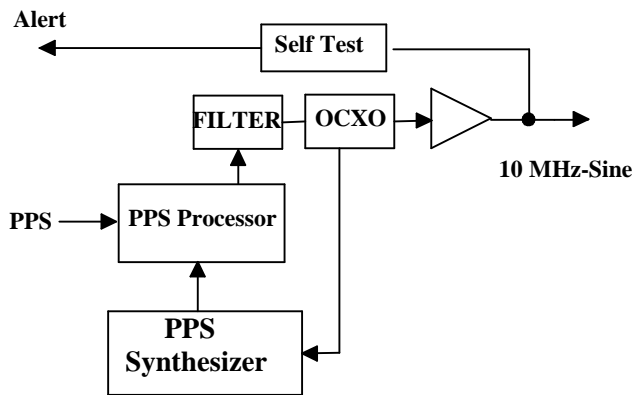 Alert
Self Test
FILTER
OCXO
10 MHz-Sine
PPS
PPS Processor
PPS
Synthesizer